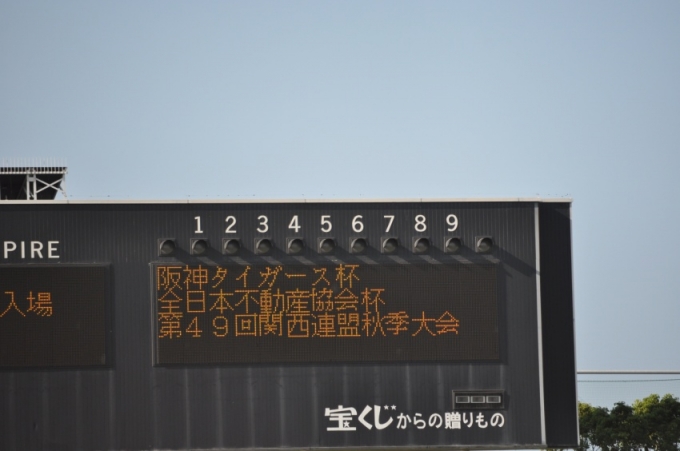 1 2 3 4 5 6 7 8 9
PIRE
入場
阪神タイガース杯
全日本不動産協会杯
第49回関西連盟秋季大会
宝くじからの贈りもの